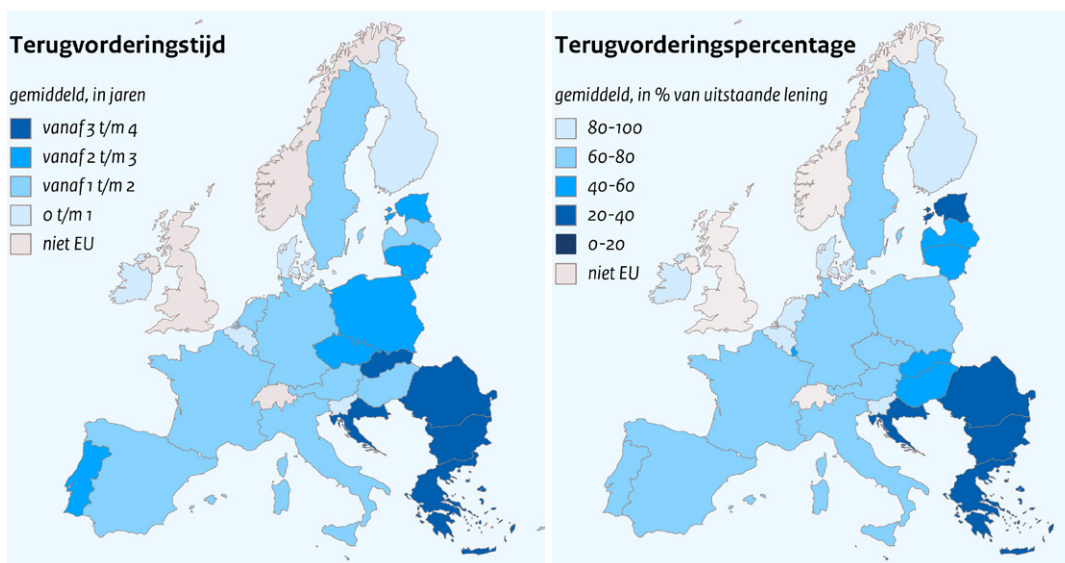 Terugvorderingstijd
gemiddeld, in jaren
vanaf 3 t/m 4
vanaf 2 t/m 3
vanaf 1 t/m 2
0 t/m 1
niet EU
Terugvorderingspercentage
gemiddeld, in % van uitstaande lening
80-100
60-80
40-60
20-40
0-20
niet EU